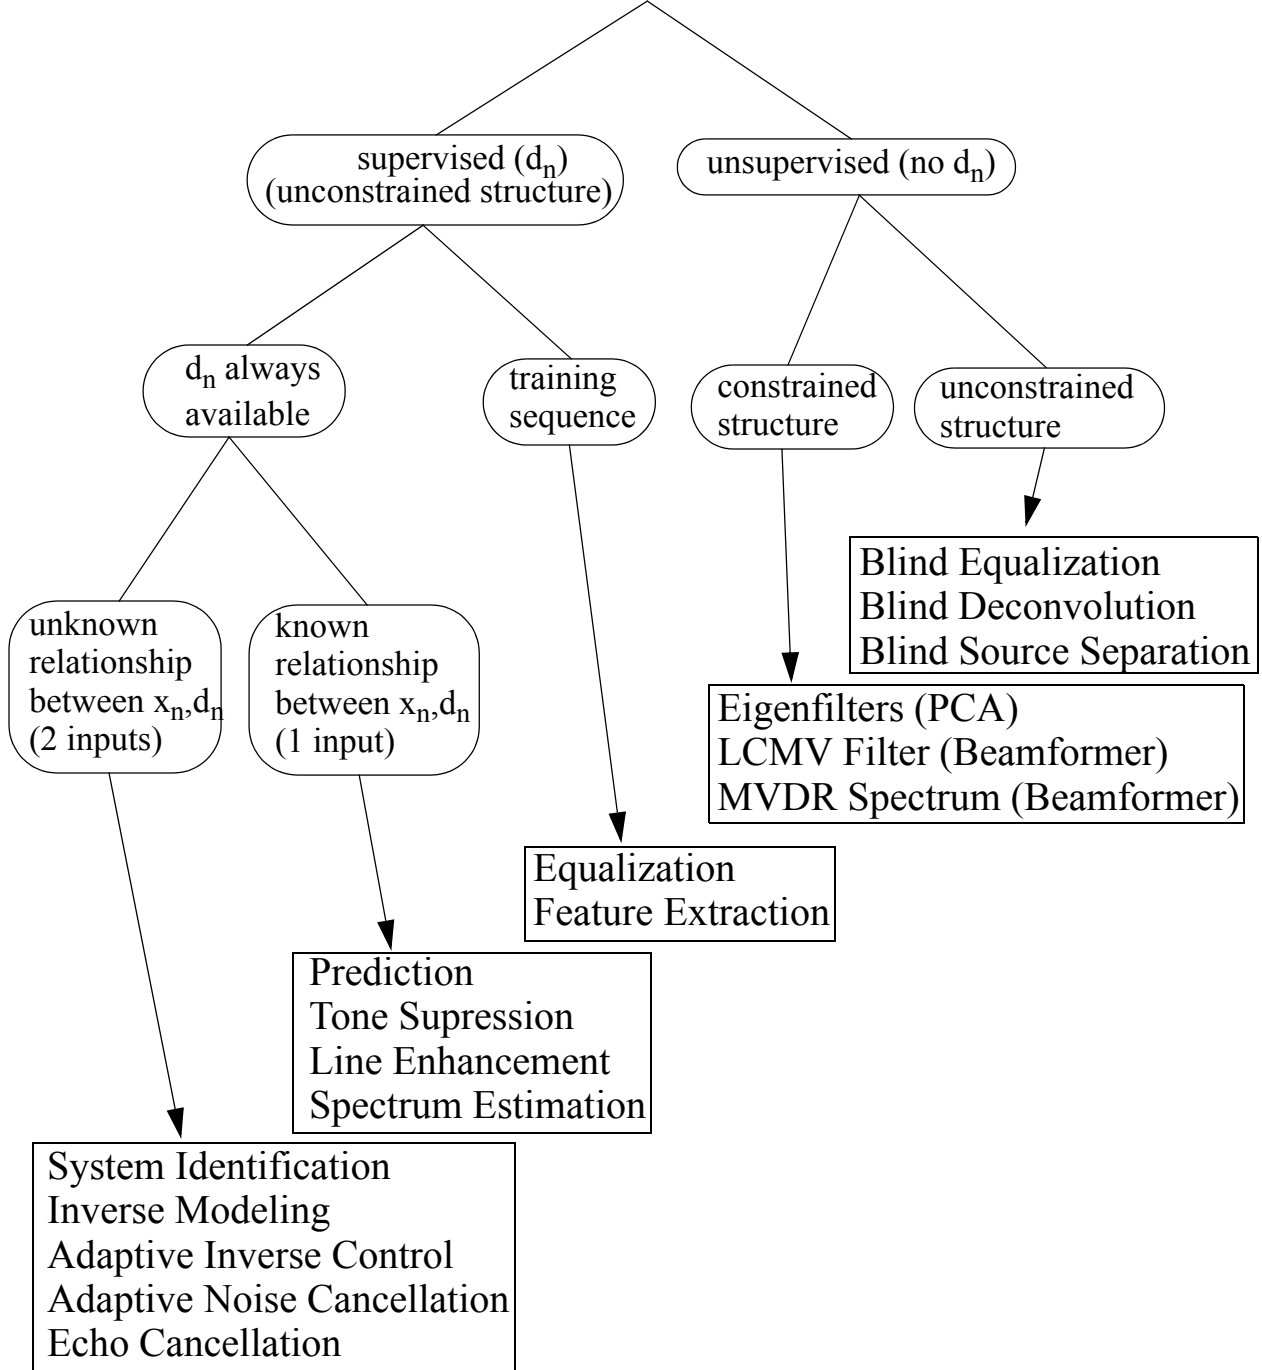 supervised (dn)
(unconstrained structure)
unsupervised (no dn)
dn always
available
training
sequence
constrained
structure
unconstrained
structure
Blind Equalization
Blind Deconvolution
Blind Source Separation
unknown
relationship
between xn,dn
(2 inputs)
known
relationship
between xn,dn
(1 input)
Eigenfilters (PCA)
LCMV Filter (Beamformer)
MVDR Spectrum (Beamformer)
Equalization
Feature Extraction
Prediction
Tone Supression
Line Enhancement
Spectrum Estimation
System Identification
Inverse Modeling
Adaptive Inverse Control
Adaptive Noise Cancellation
Echo Cancellation